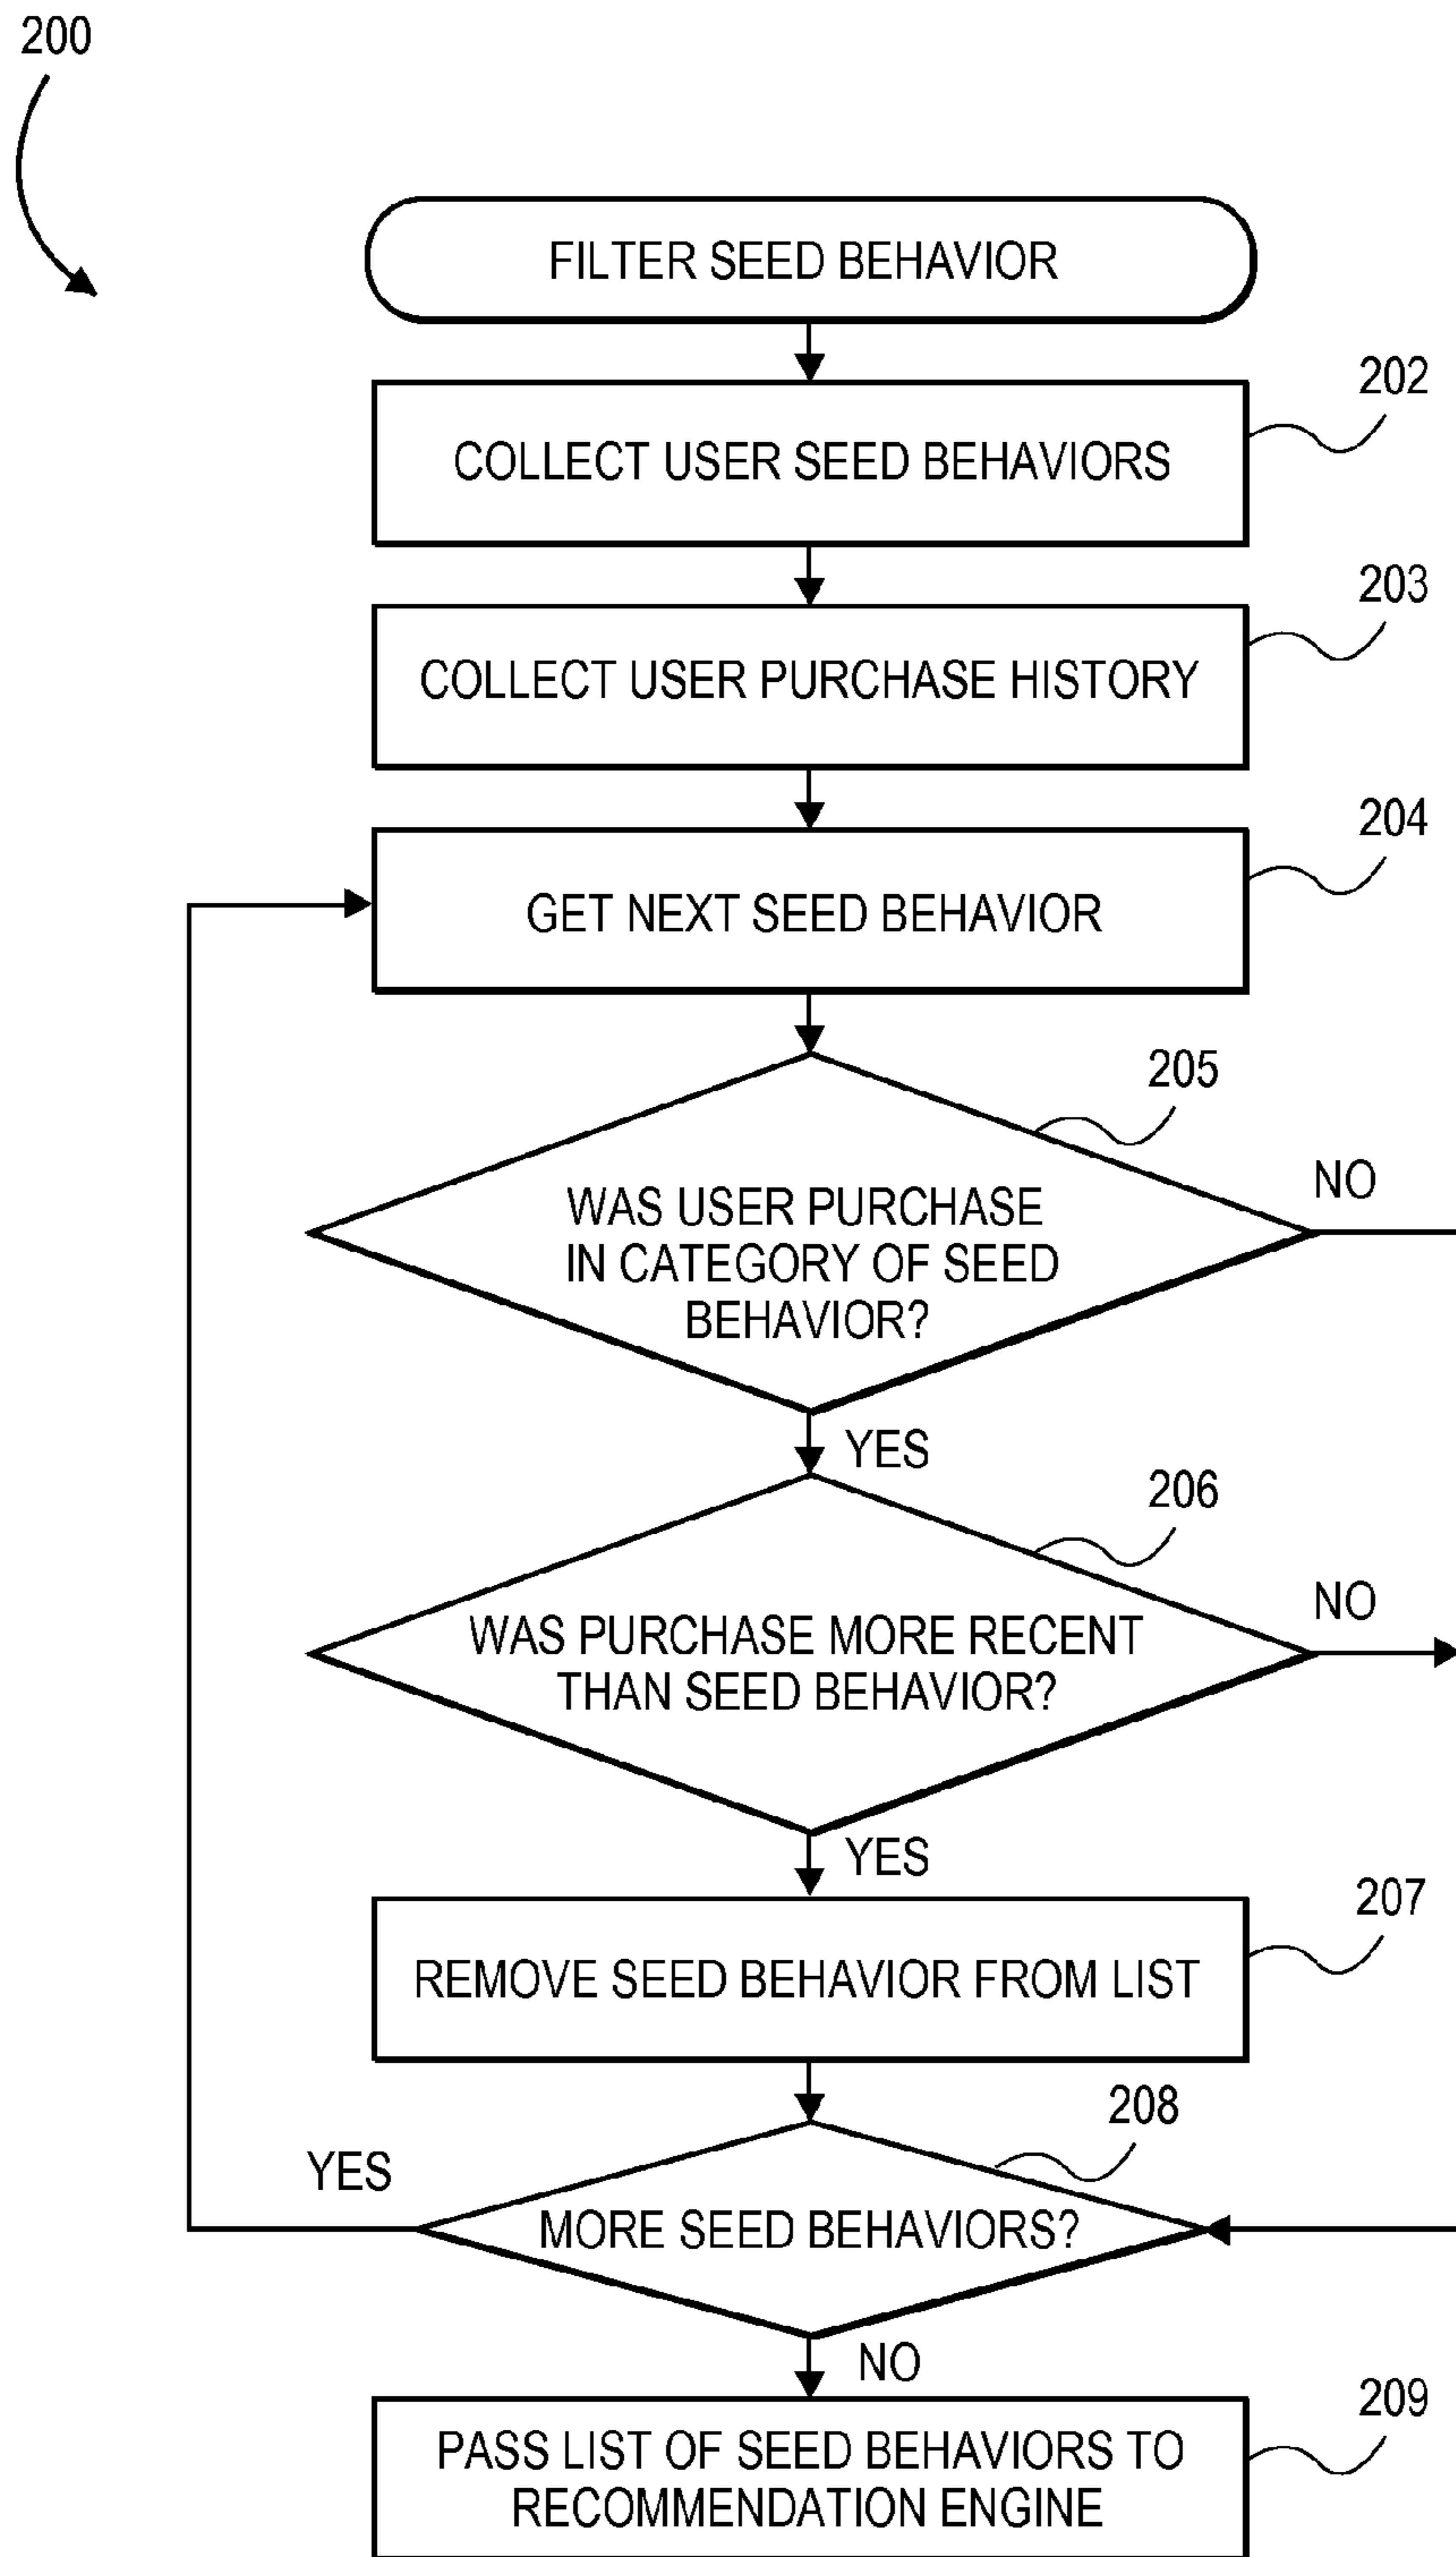 200
FILTER SEED BEHAVIOR
202
COLLECT USER SEED BEHAVIORS
203
COLLECT USER PURCHASE HISTORY
204
GET NEXT SEED BEHAVIOR
205
NO
WAS USER PURCHASE
IN CATEGORY OF SEED
BEHAVIOR?
YES
206
NO
WAS PURCHASE MORE RECENT
THAN SEED BEHAVIOR?
YES
207
REMOVE SEED BEHAVIOR FROM LIST
208
YES
MORE SEED BEHAVIORS?
NO
209
PASS LIST OF SEED BEHAVIORS TO
RECOMMENDATION ENGINE